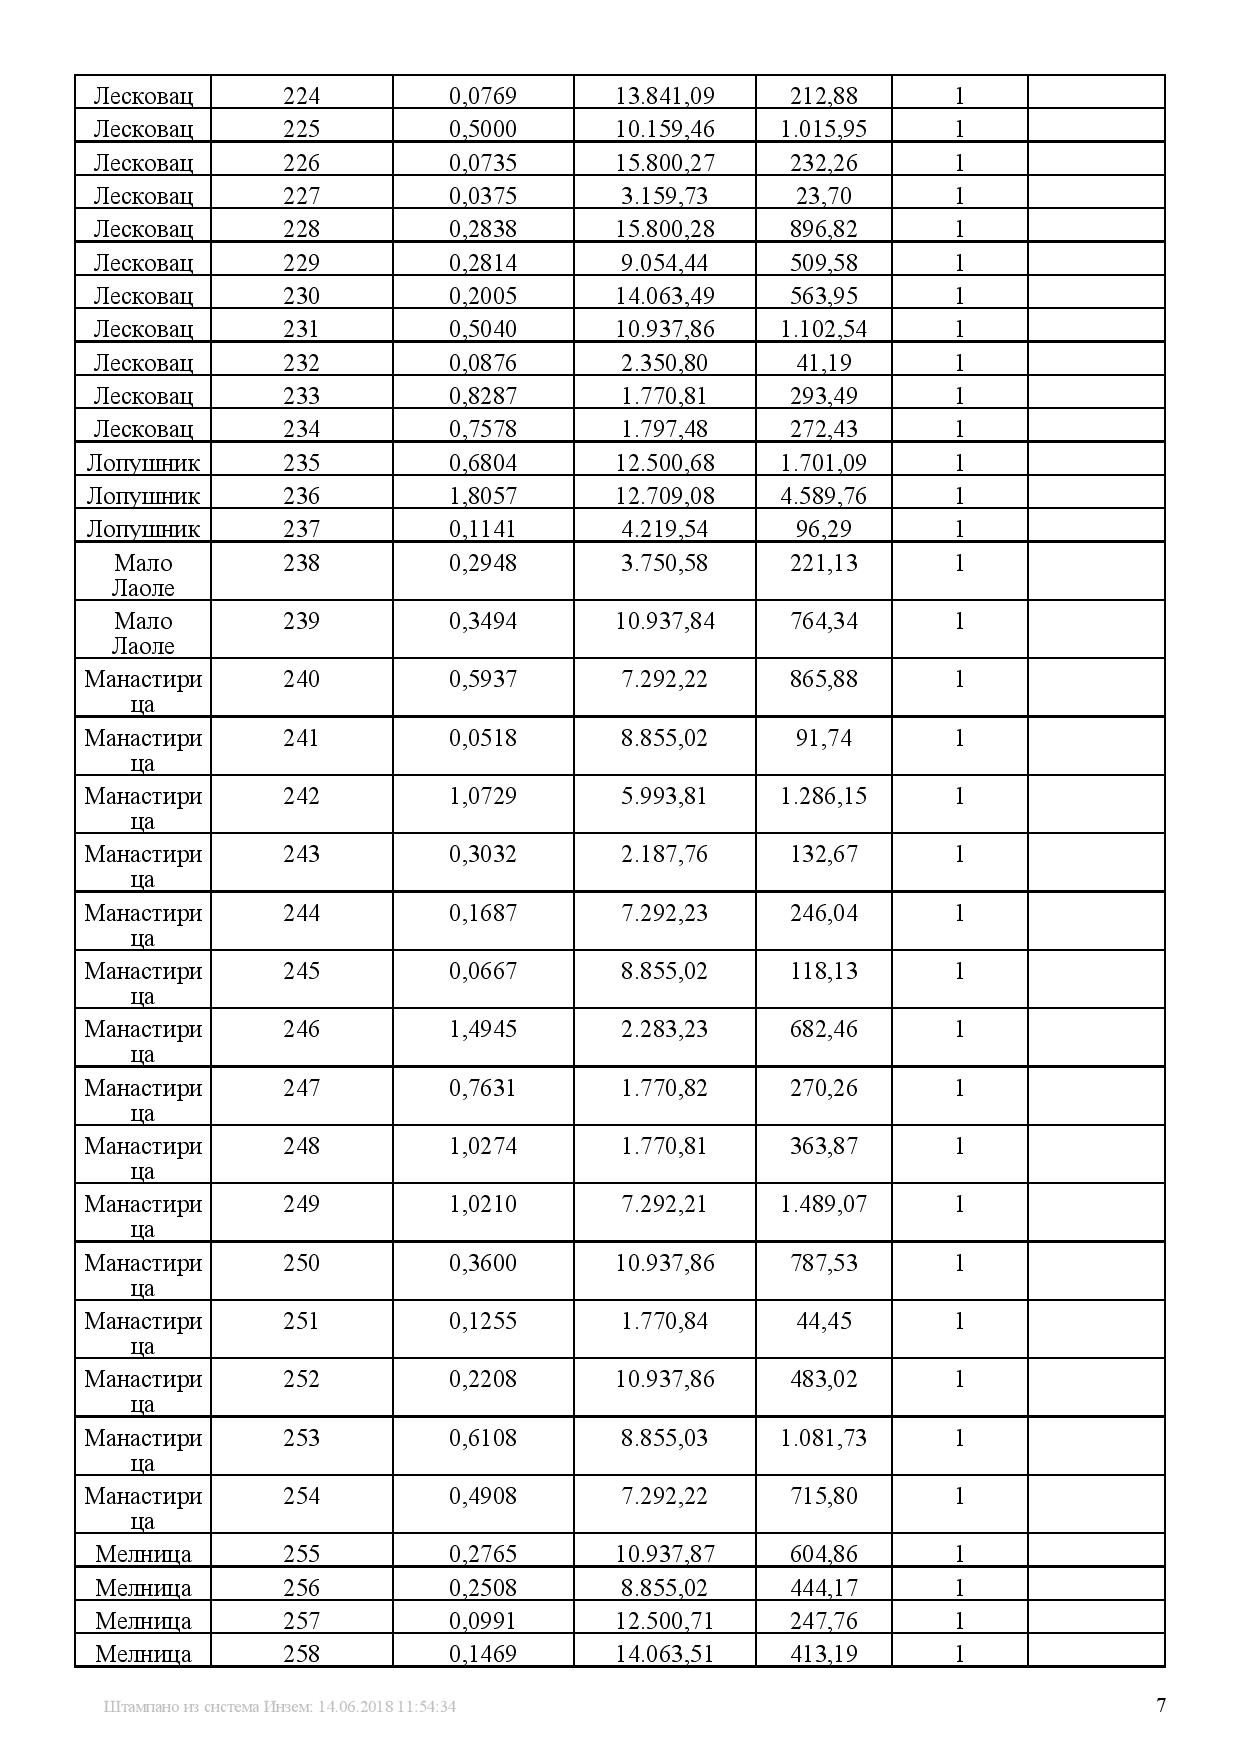 Лесковац 224 0,0769 13.841,09 212,88 1
Лесковац 225 0,5000 10.159,46 1.015,95 1
Лесковац 226 0,0735 15.800,27 232,26 1
Лесковац 227 0,0375 3.159,73 23,70 1
Лесковац 228 0,2838 15.800,28 896,82 1
Лесковац 229 0,2814 9.054,44 509,58 1
Лесковац 230 0,2005 14.063,49 563,95 1
Лесковац 231 0,5040 10.937,86 1.102,54 1
Лесковац 232 0,0876 2.350,80 41,19 1
Лесковац 233 0,8287 1.770,81 293,49 1
Лесковац 234 0,7578 1.797,48 272,43 1
Лопушник 235 0,6804 12.500,68 1.701,09 1
Лопушник 236 1,8057 12.709,08 4.589,76 1
Лопушник 237 0,1141 4.219,54 96,29 1
Мало 238 0,2948 3.750,58 221,13 1
Лаоле
Мало 239 0,3494 10.937,84 764,34 1
Лаоле
Манастири 240 0,5937 7.292,22 865,88 1
ца
Манастири 241 0,0518 8.855,02 91,74 1
ца
Манастири 242 1,0729 5.993,81 1.286,15 1
ца
Манастири 243 0,3032 2.187,76 132,67 1
ца
Манастири 244 0,1687 7.292,23 246,04 1
ца
Манастири 245 0,0667 8.855,02 118,13 1
ца
Манастири 246 1,4945 2.283,23 682,46 1
ца
Манастири 247 0,7631 1.770,82 270,26 1
ца
Манастири 248 1,0274 1.770,81 363,87 1
ца
Манастири 249 1,0210 7.292,21 1.489,07 1
ца
Манастири 250 0,3600 10.937,86 787,53 1
ца
Манастири 251 0,1255 1.770,84 44,45 1
ца
Манастири 252 0,2208 10.937,86 483,02 1
ца
Манастири 253 0,6108 8.855,03 1.081,73 1
ца
Манастири 254 0,4908 7.292,22 715,80 1
ца
Мелница 255 0,2765 10.937,87 604,86 1
Мелница 256 0,2508 8.855,02 444,17 1
Мелница 257 0,0991 12.500,71 247,76 1
Мелница 258 0,1469 14.063,51 413,19 1
Штампано из система Инзем: 14.06.2018 11:54:34 7